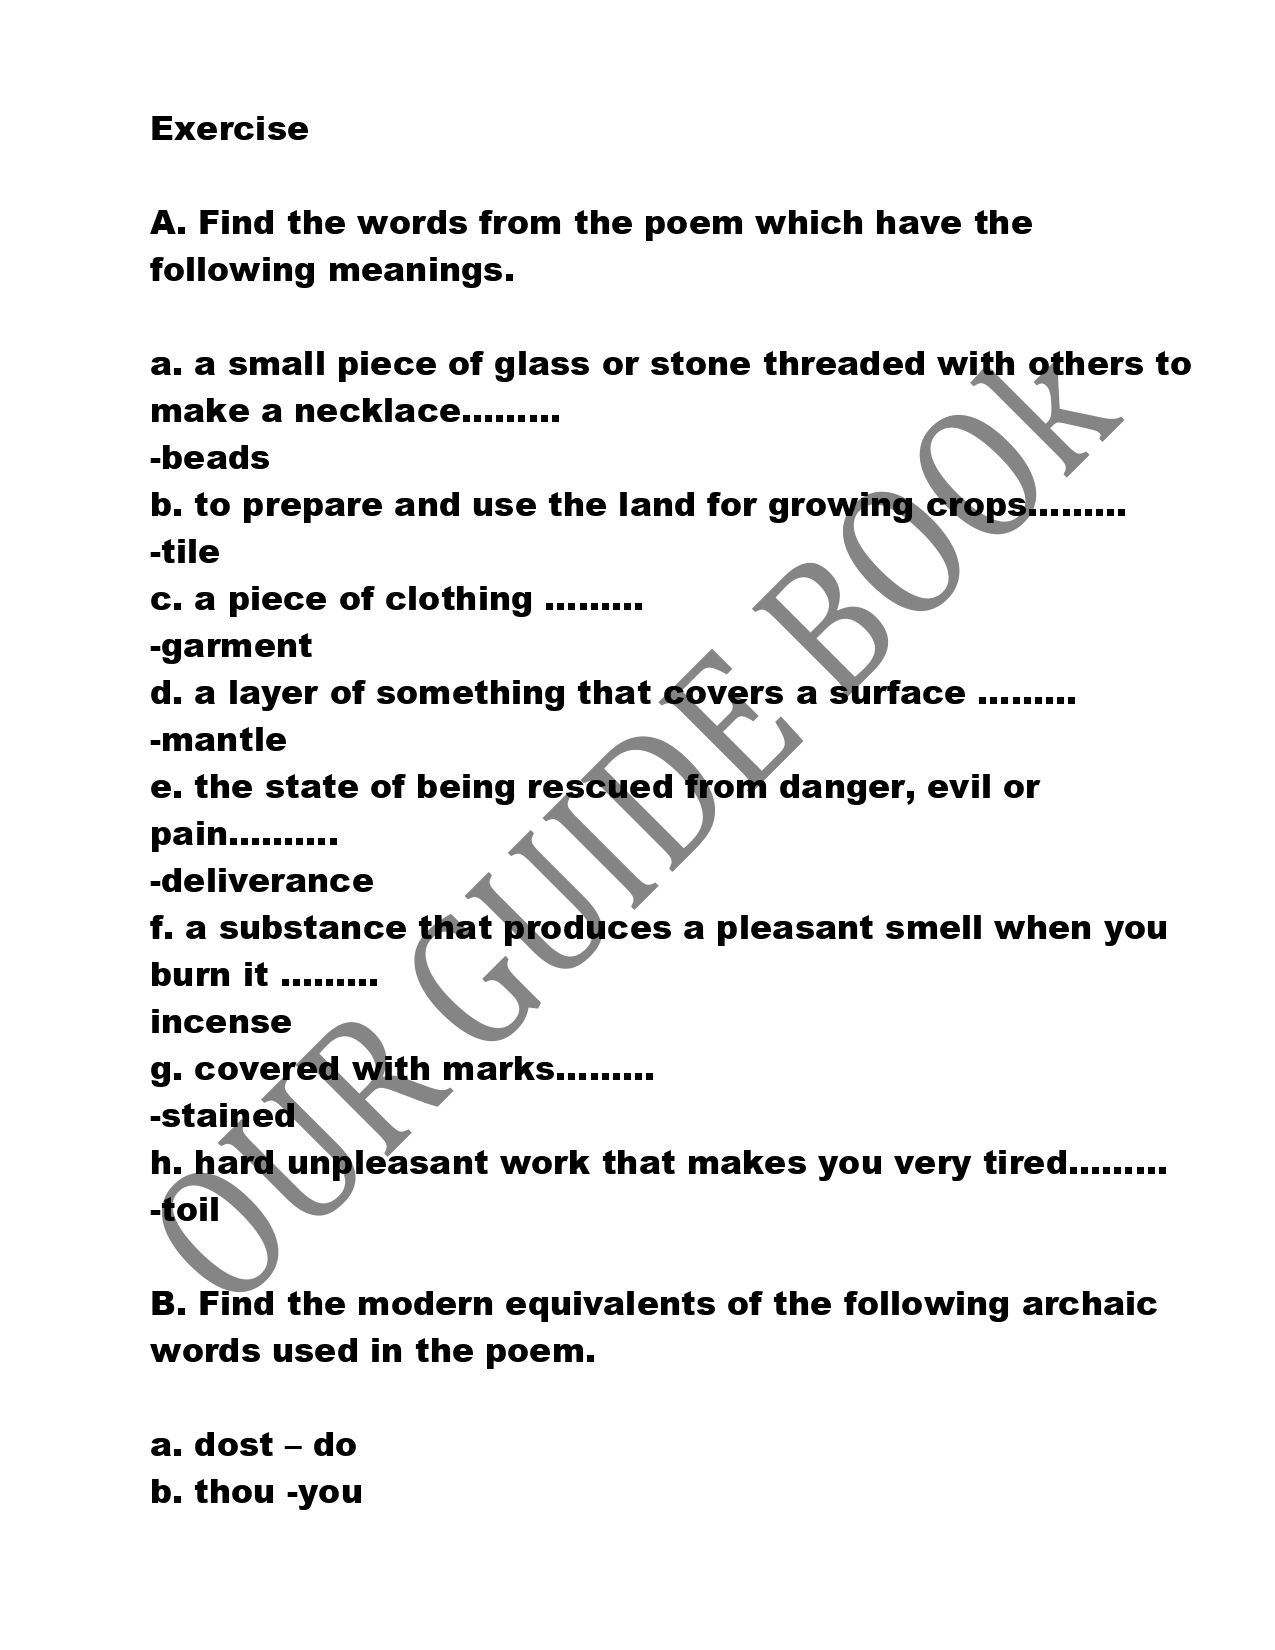 Exercise
A. Find the words from the poem which have the
following meanings.
a. a small piece of glass or stone threaded with others to
make a necklace………
-beads
b. to prepare and use the land for growing crops………
-tile
c. a piece of clothing ………
-garment
d. a layer of something that covers a surface ………
-mantle
e. the state of being rescued from danger, evil or
pain……….
-deliverance
f. a substance that produces a pleasant smell when you
burn it ………
incense
g. covered with marks………
-stained
h. hard unpleasant work that makes you very tired………
-toil
B. Find the modern equivalents of the following archaic
words used in the poem.
a. dost – do
b. thou -you
OUR GUIDE BOOk